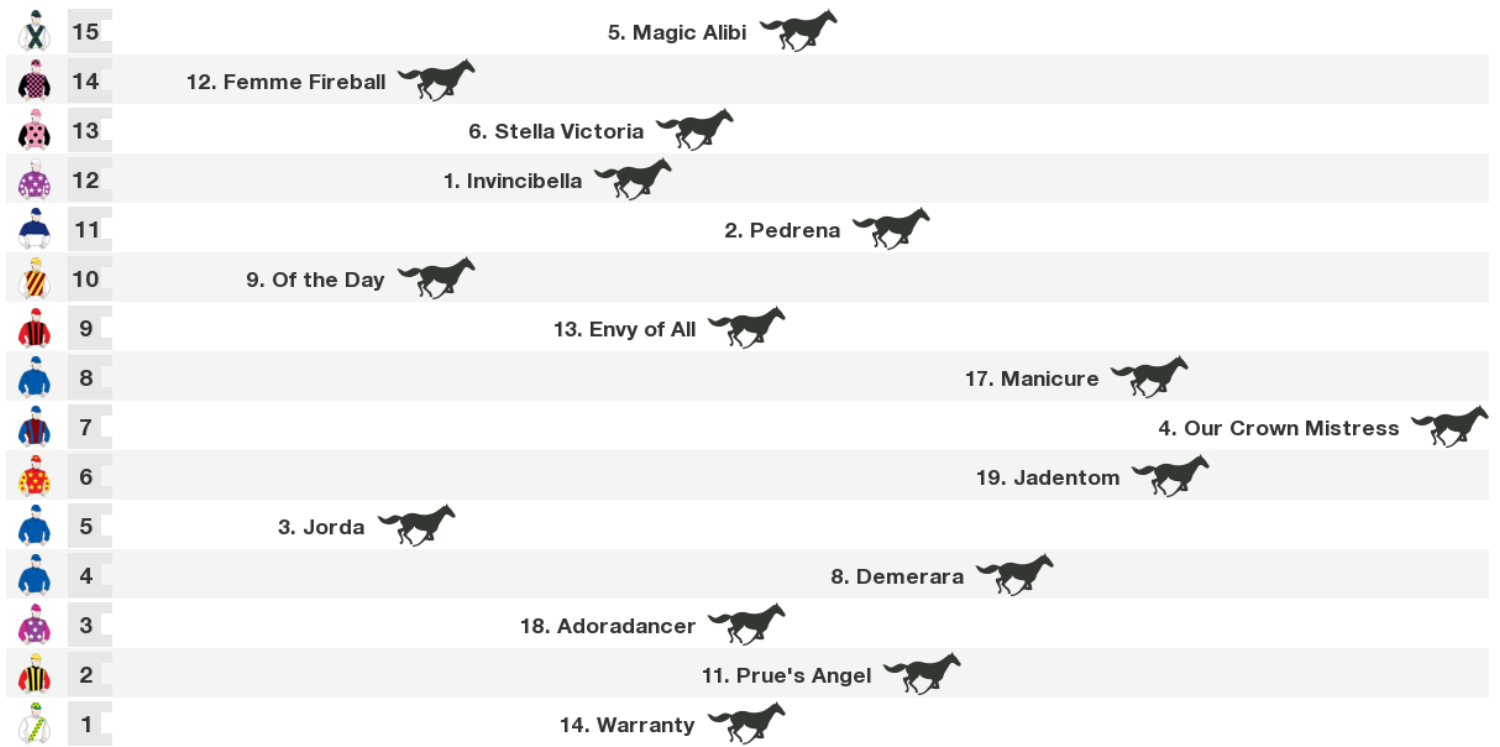 15 5. Magic Alibi
14 12. Femme Fireball
13 6. Stella Victoria
12 1. Invincibella
11 2. Pedrena
10 9. Of the Day
9 13. Envy of All
8 17. Manicure
7 4. Our Crown Mistress
6 19. Jadentom
5 3. Jorda
4 8. Demerara
3 18. Adoradancer
2 11. Prue's Angel
1 14. Warranty